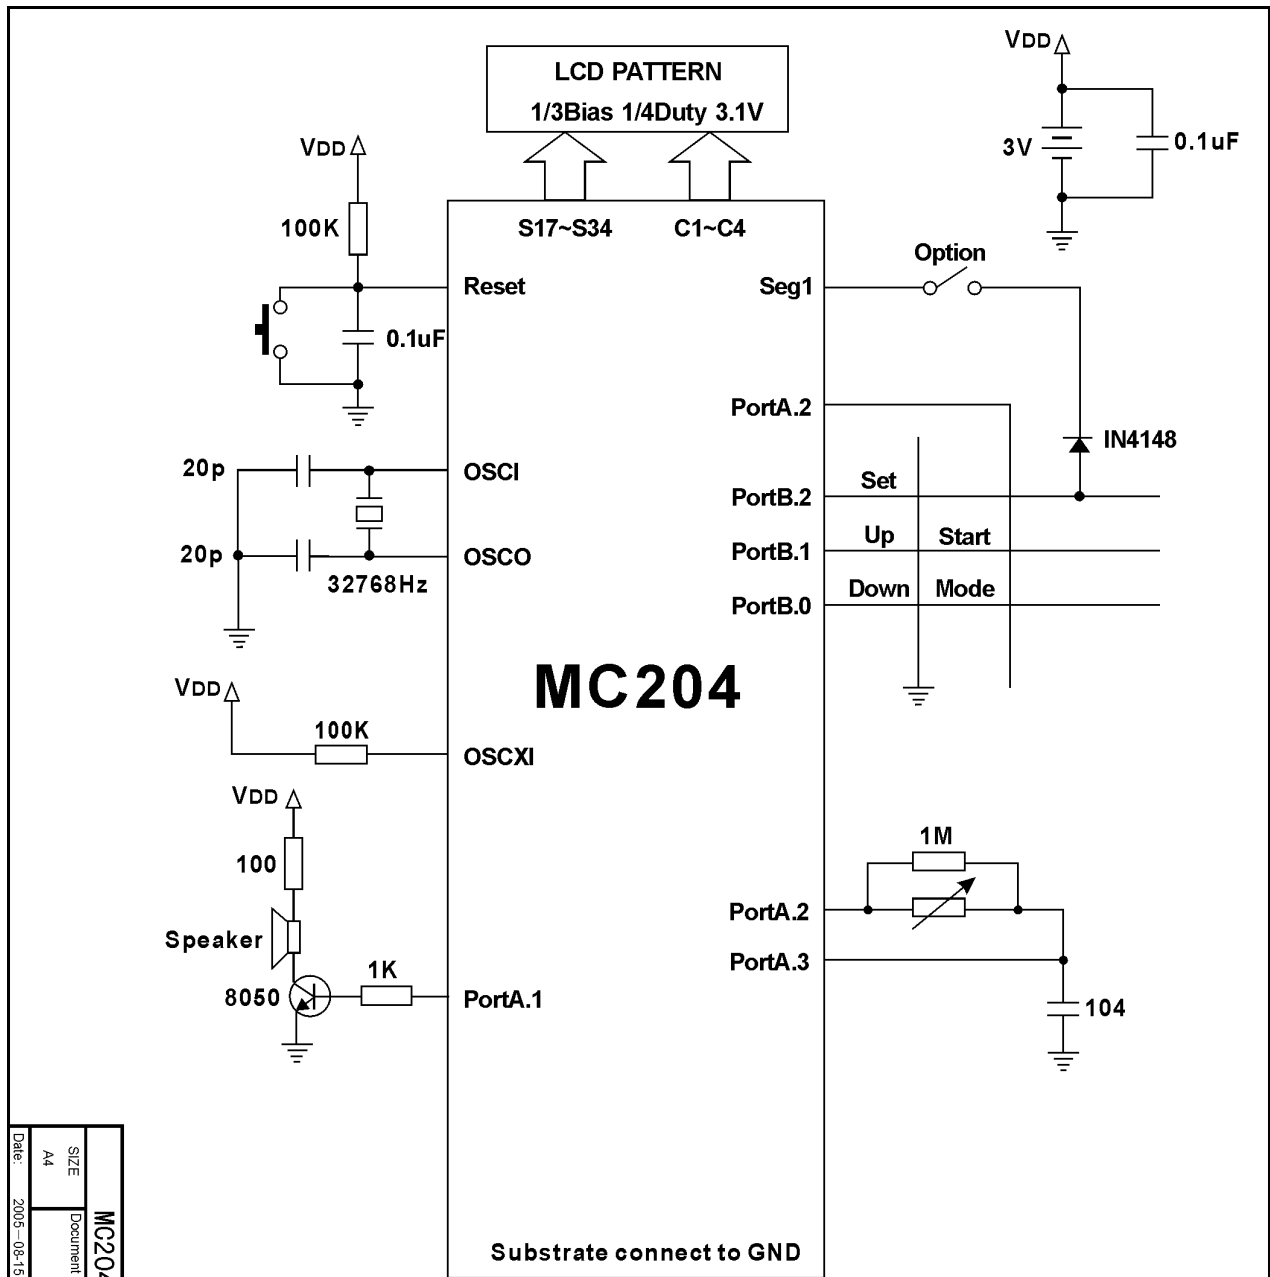 VDD
LCD PATTERN
1/3Bias 1/4Duty 3.1V
3V
0.1uF
VDD
100K
S17~S34
C1~C4
Option
Reset
Seg1
0.1uF
PortA.2
IN4148
20p
OSCI
Set
PortB.2
Up
Start
PortB.1
20p
OSCO
32768Hz
Down
Mode
PortB.0
MC204
VDD
100K
OSCXI
VDD
100
1M
PortA.2
Speaker
PortA.3
1K
8050
PortA.1
104
Substrate connect to GND
MC204
SIZE
A4
Document
Date: 2005-08-15